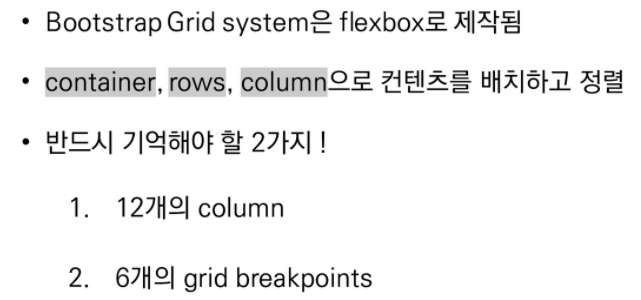 • Bootstrap Grid system은 flexbox로 제작됨
• container, rows, column으로 컨텐츠를 배치하고 정렬
• 반드시 기억해야 할 2가지 !
1. 12개의 column
2. 6개의 grid breakpoints